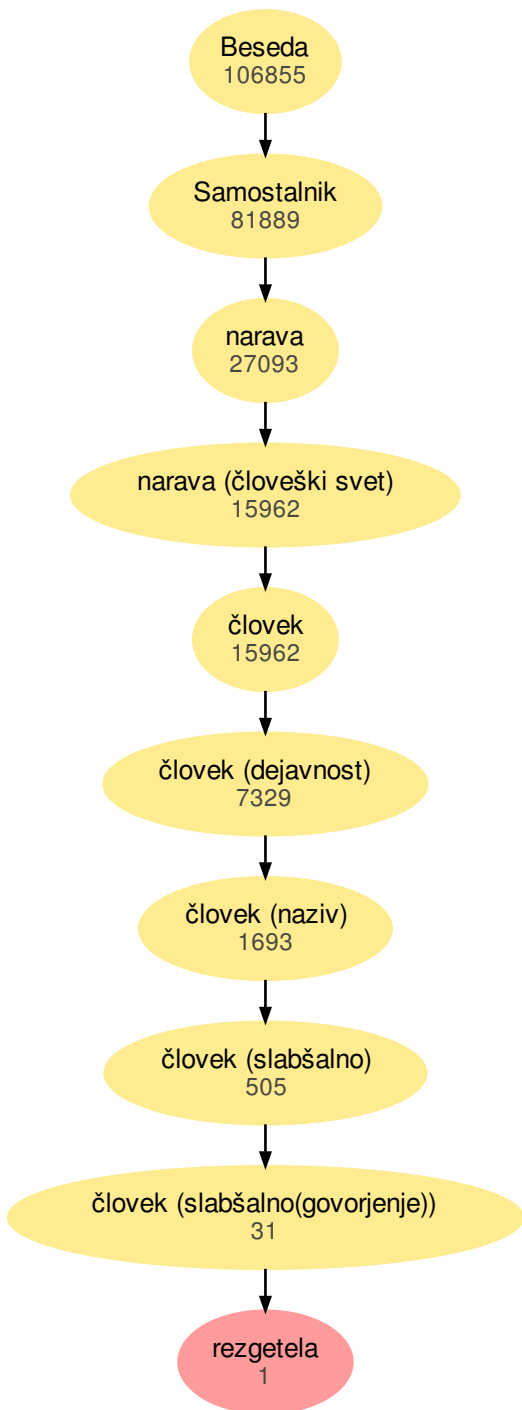 Beseda
106855
Samostalnik
81889
narava
27093
narava (človeški svet)
15962
človek
15962
človek (dejavnost)
7329
človek (naziv)
1693
človek (slabšalno)
505
človek (slabšalno(govorjenje))
31
rezgetela
1